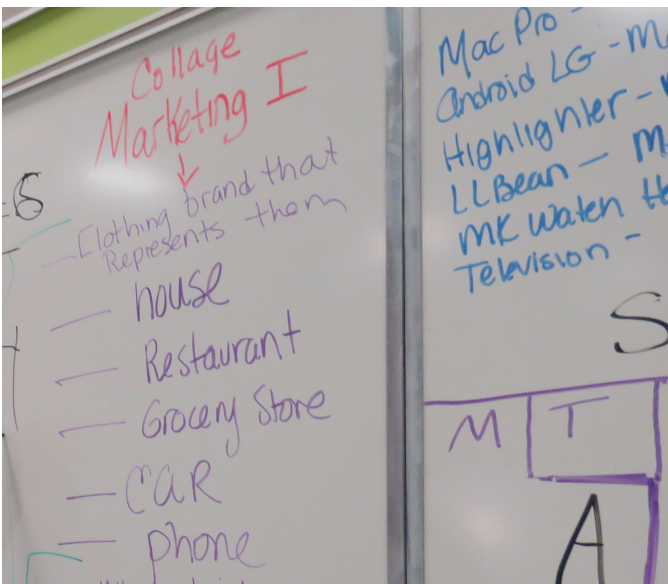 Collage
Marketing I
Clothing brand that
Represents them
house
Restaurant
Grocery Store
CAR
phone
Mac Pro -
Android LG - Ma
Highlighter -
LLBean - M
MK Watch
Television -
S
M T
A